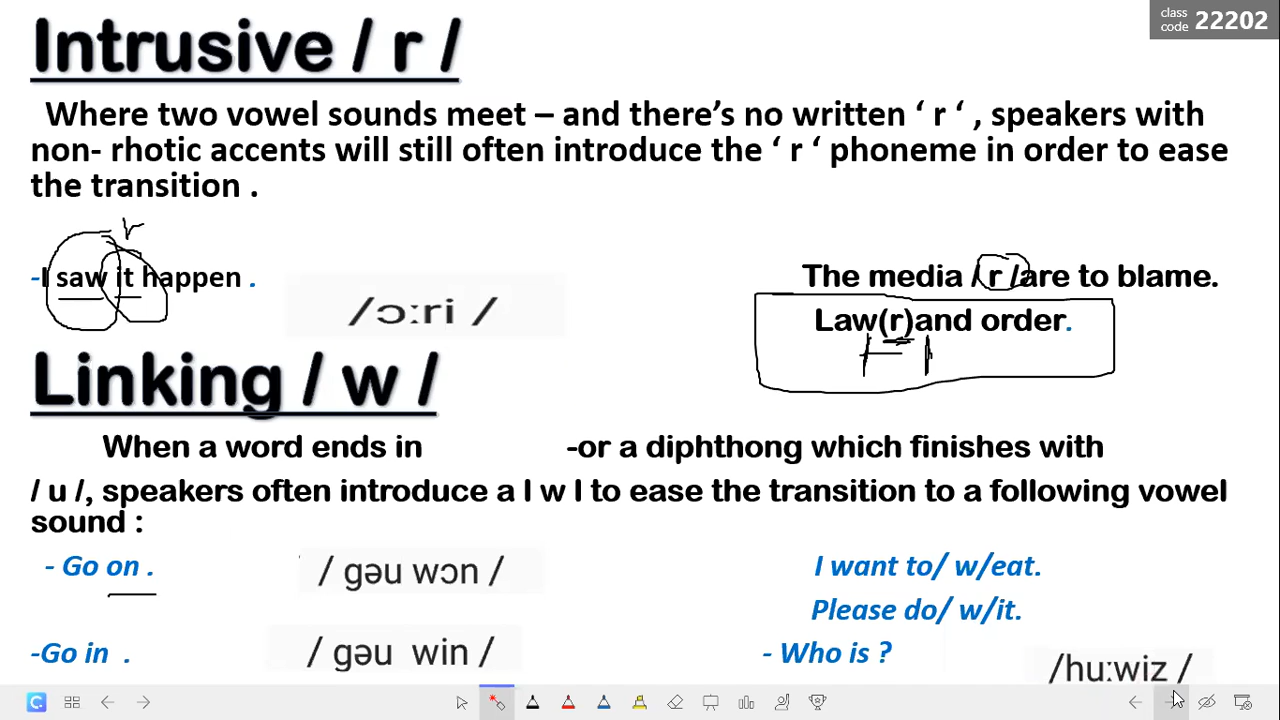 class code 22202
Intrusive / r /
Where two vowel sounds meet – and there’s no written ‘ r ‘ , speakers with
non- rhotic accents will still often introduce the ‘ r ‘ phoneme in order to ease
the transition .
r
-I saw it happen .
The media / r /are to blame.
/ɔːri /
Law(r)and order.
Linking / w /
When a word ends in -or a diphthong which finishes with
/ u /, speakers often introduce a I w I to ease the transition to a following vowel
sound :
- Go on .
/ gəu wɔn /
I want to/ w/eat.
Please do/ w/it.
-Go in .
/ gəu win /
- Who is ?
/huːwiz /